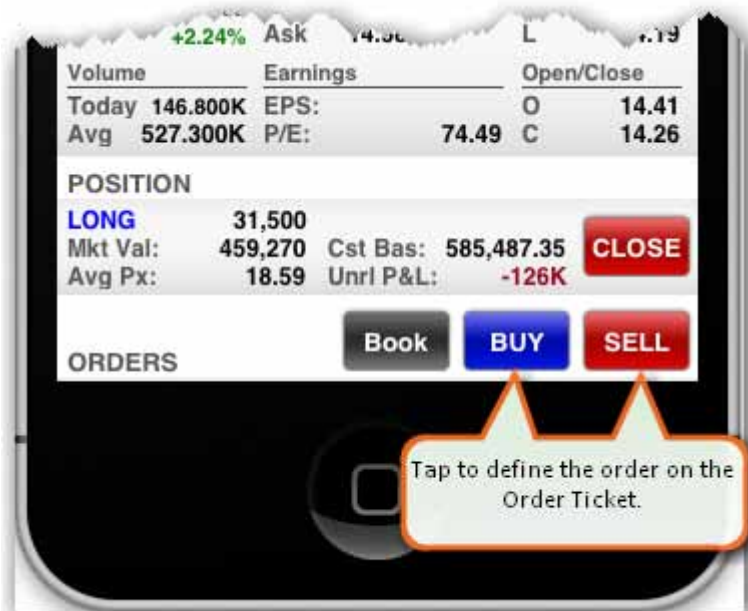 +2.24% Ask L
Volume Earnings Open/Close
Today 146.800K EPS: O 14.41
Avg 527.300K P/E: 74.49 C 14.26
POSITION
LONG 31,500
Mkt Val: 459,270 Cst Bas: 585,487.35 CLOSE
Avg Px: 18.59 Unrl P&L: -126K
Book BUY SELL
ORDERS
Tap to define the order on the
Order Ticket.